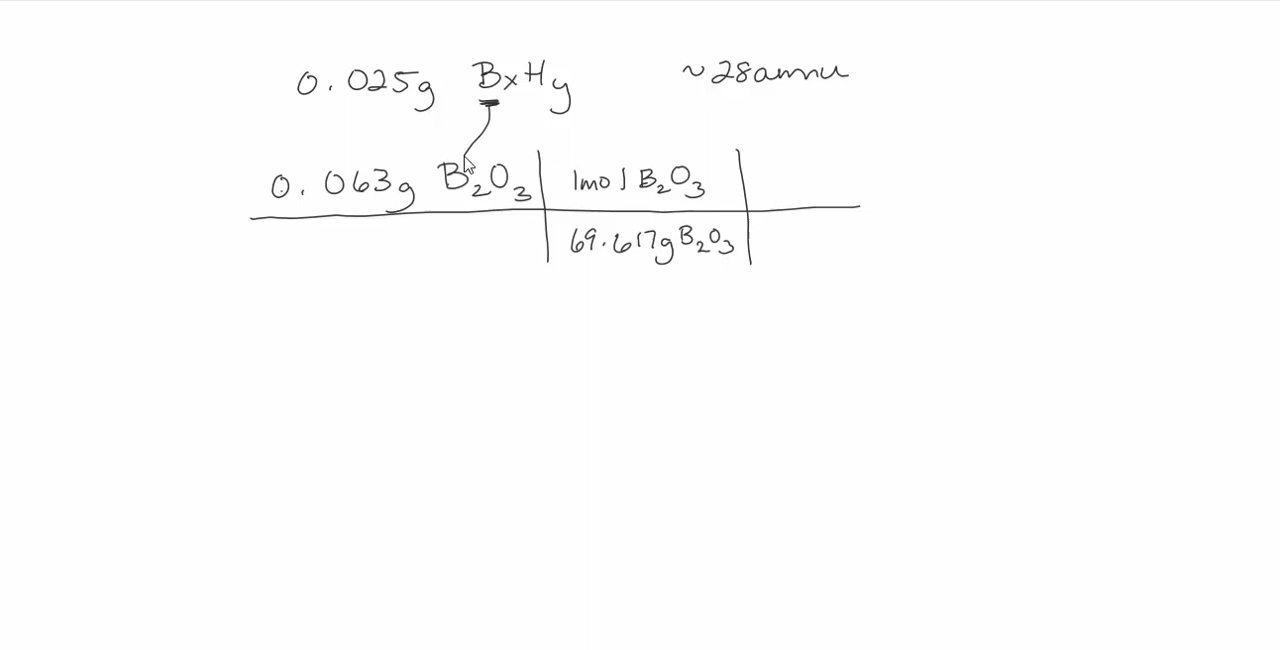 0.025g BxHy ~28amu
0.063g B₂O₃ 1mol B₂O₃
69.617g B₂O₃